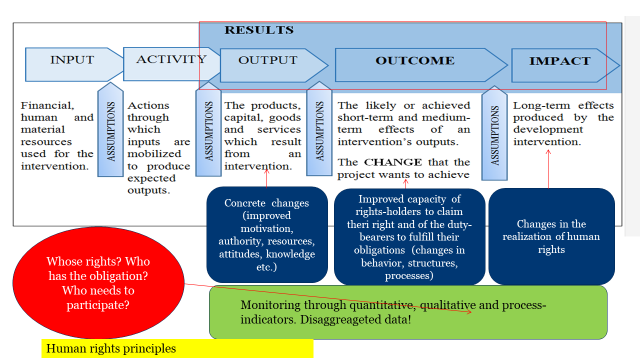 RESULTS
INPUT
ACTIVITY
OUTPUT
OUTCOME
IMPACT
Financial,
human and
material
resources
used for the
intervention.
ASSUMPTIONS
Actions
through
which
inputs are
mobilized
to produce
expected
outputs.
ASSUMPTIONS
The products,
capital, goods
and services
which result
from an
intervention.
ASSUMPTIONS
The likely or achieved
short-term and medium-
term effects of an
intervention's outputs.
The CHANGE that the
project wants to achieve
ASSUMPTIONS
Long-term effects
produced by the
development
intervention.
Concrete changes
(improved
motivation,
authority, resources,
attitudes, knowledge
etc.)
Improved capacity of
rights-holders to claim
theri right and of the duty-
bearers to fulfill their
obligations (changes in
behavior, structures,
processes)
Changes in the
realization of human
rights
Whose rights? Who
has the obligation?
Who needs to
participate?
Monitoring through quantitative, qualitative and process-
indicators. Disaggreageted data!
Human rights principles